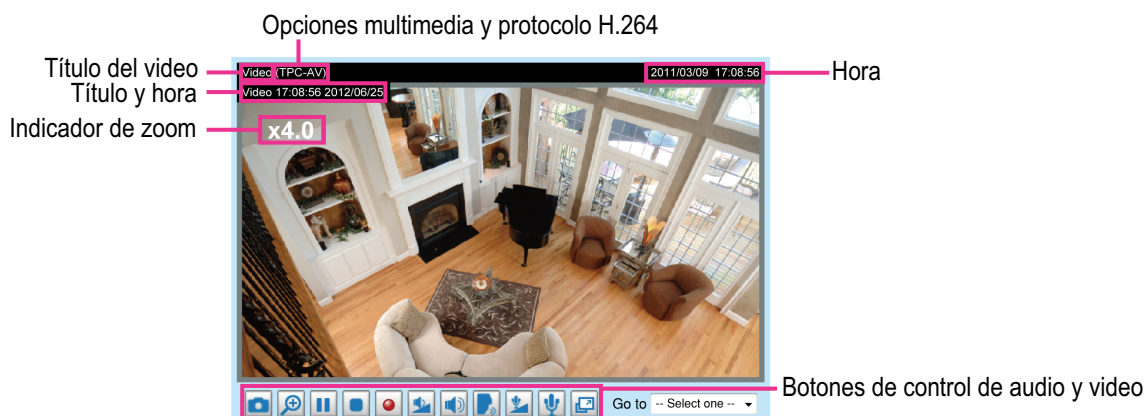 Opciones multimedia y protocolo H.264
Título del video
Video (TPC-AV)
2011/03/09 17:08:56
Hora
Título y hora
Video 17:08:56 2012/06/25
Indicador de zoom
x4.0
Botones de control de audio y video
Go to
-- Select one --